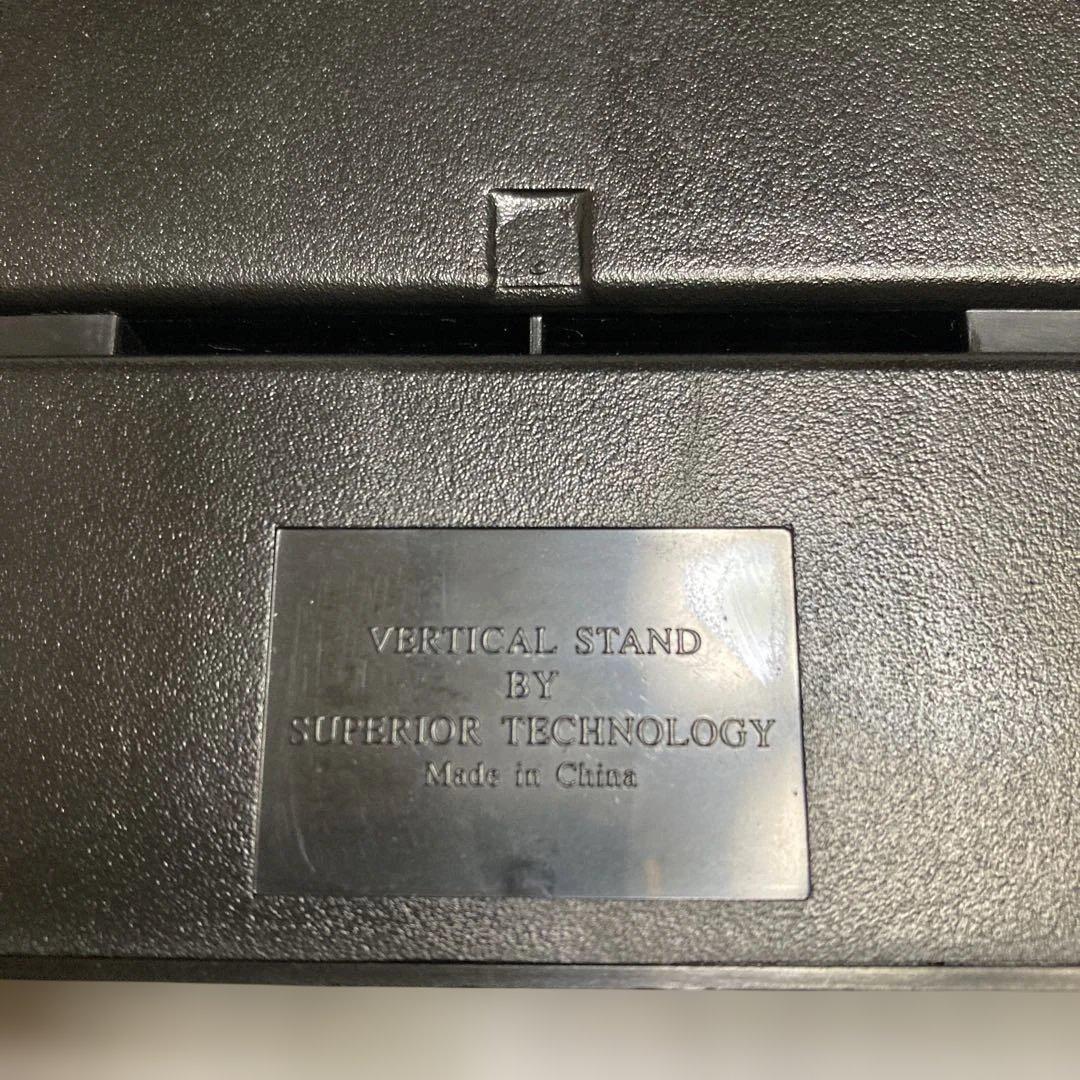 VERTICAL STAND
BY
SUPERIOR TECHNOLOGY
Made in China